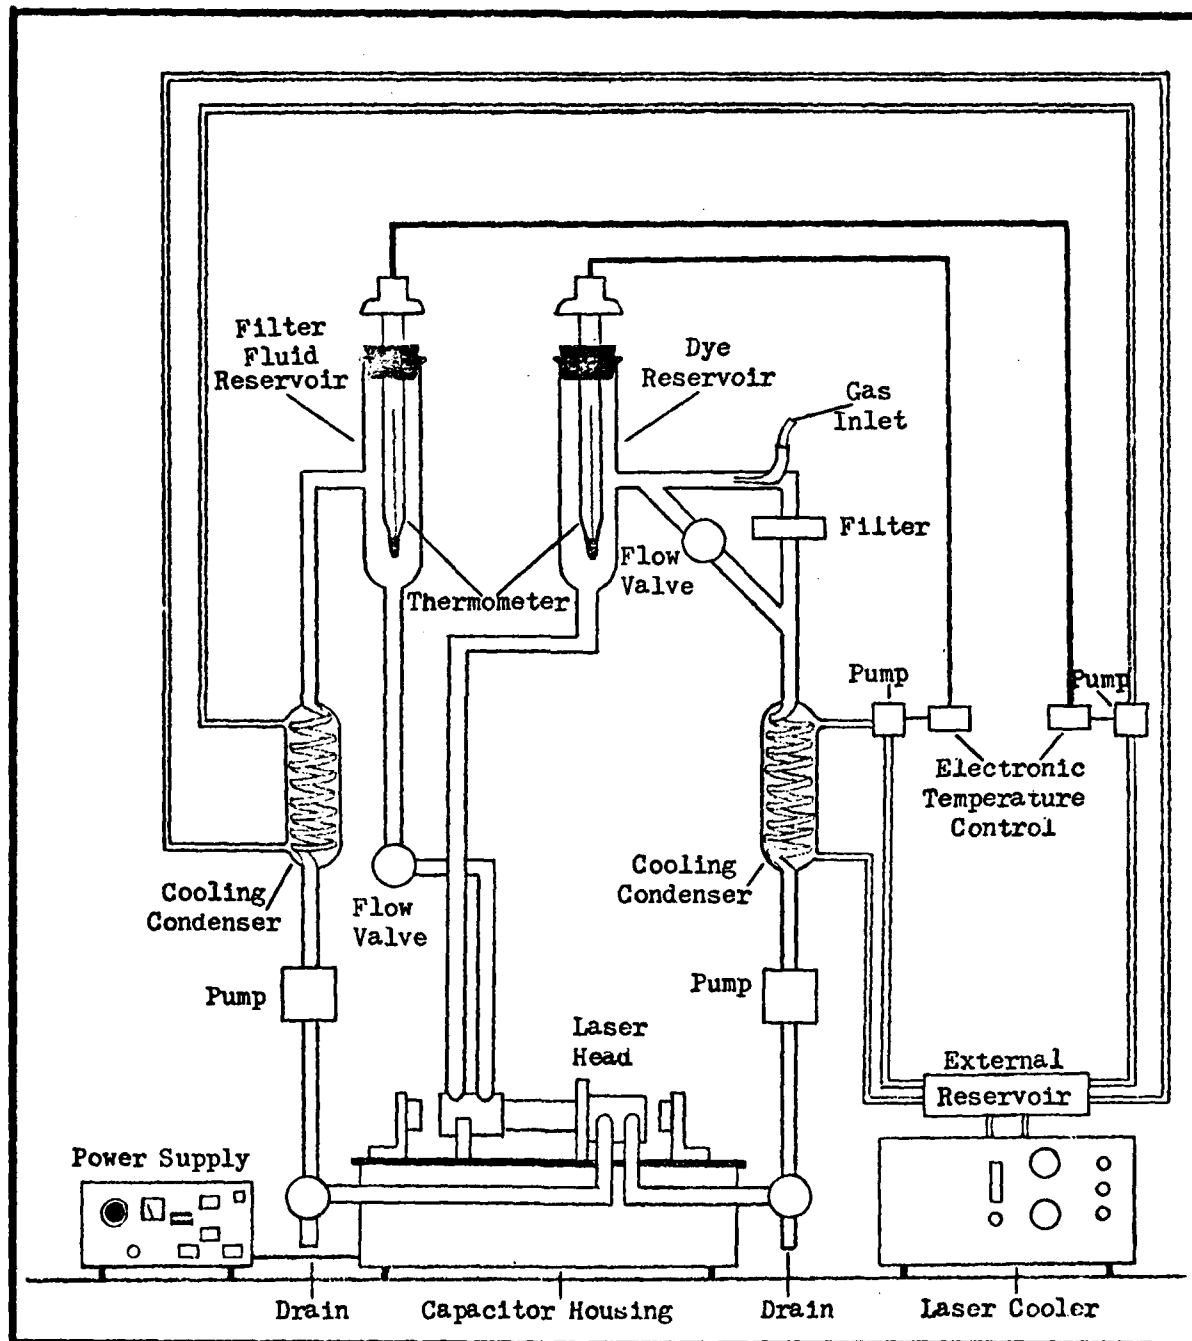 Filter
Fluid
Reservoir
Dye
Reservoir
Gas
Inlet
Filter
Flow
Valve
Thermometer
Pump
Pump
Electronic
Temperature
Control
Cooling
Condenser
Flow
Valve
Cooling
Condenser
Pump
Pump
Laser
Head
External
Reservoir
Power Supply
Drain
Capacitor Housing
Drain
Laser Cooler